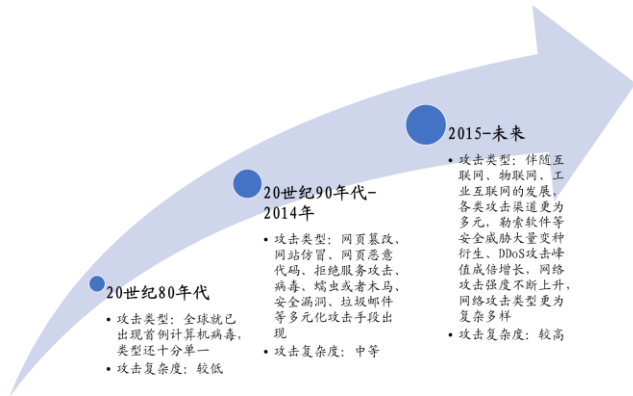 20世纪80年代
• 攻击类型：全球就已
出现首例计算机病毒，
类型还十分单一
• 攻击复杂度：较低
20世纪90年代-
2014年
• 攻击类型：网页篡改、
网站仿冒、网页恶意
代码、拒绝服务攻击、
病毒、蠕虫或者木马、
安全漏洞、垃圾邮件
等多元化攻击手段出
现
• 攻击复杂度：中等
2015-未来
• 攻击类型：伴随互
联网、物联网、工
业互联网的发展，
各类攻击渠道更为
多元，勒索软件等
安全威胁大量变种
衍生、DDoS攻击峰
值成倍增长，网络
攻击强度不断上升，
网络攻击类型更为
复杂多样
• 攻击复杂度：较高